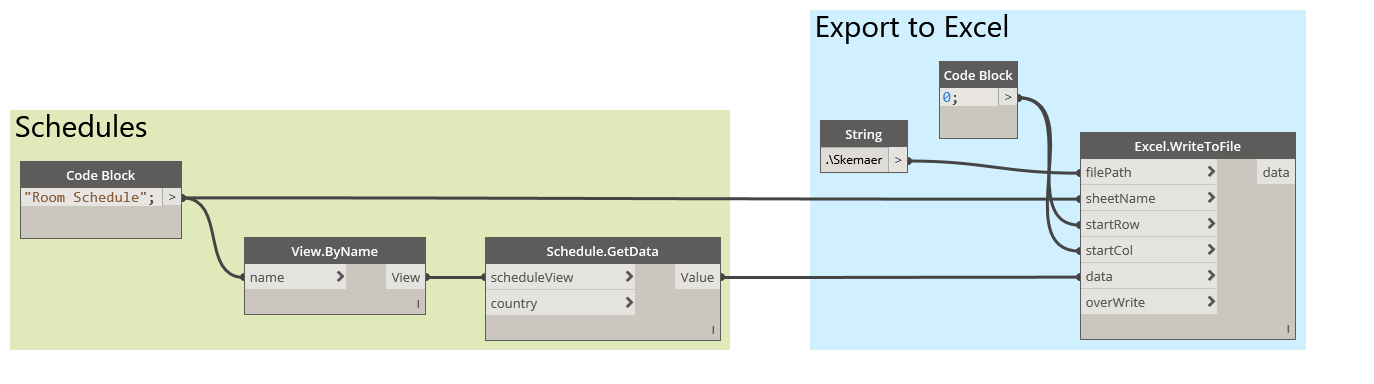 Schedules
Code Block
"Room Schedule"; >
View.ByName
name > View
Schedule.GetData
scheduleView > Value
country >
Export to Excel
Code Block
0; >
String
.\Skemaer >
Excel.WriteToFile
filePath > data
sheetName >
startRow >
startCol >
data >
overWrite >